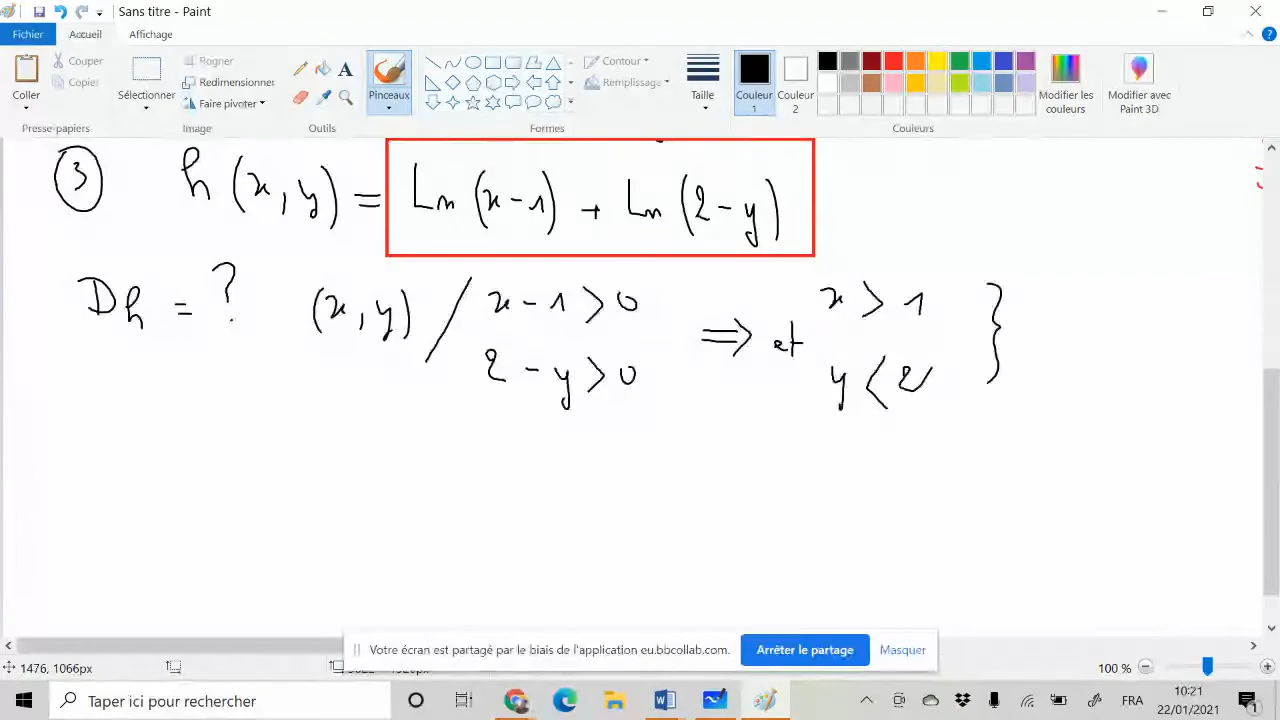 Sans titre - Paint
Fichier Accueil Affichage
Coller
Couper
Copier
Presse-papiers
Sélectionner
Rogner
Redimensionner
Faire pivoter
Image
A
Outils
Pinceaux
Contour
Remplissage
Formes
Taille
Couleur 1
Couleur 2
Couleurs
Modifier les couleurs
Modifier avec Paint 3D
③ h(x,y) = Ln(x-1) + Ln(2-y)
Dh = ? (x,y) / x-1>0 ⟹ et x>1 }
2-y>0 y<2
Votre écran est partagé par le biais de l'application eu.bbcollab.com. Arrêter le partage Masquer
1476, 1066px
100 %
Taper ici pour rechercher
FRA
10:21
22/01/2021